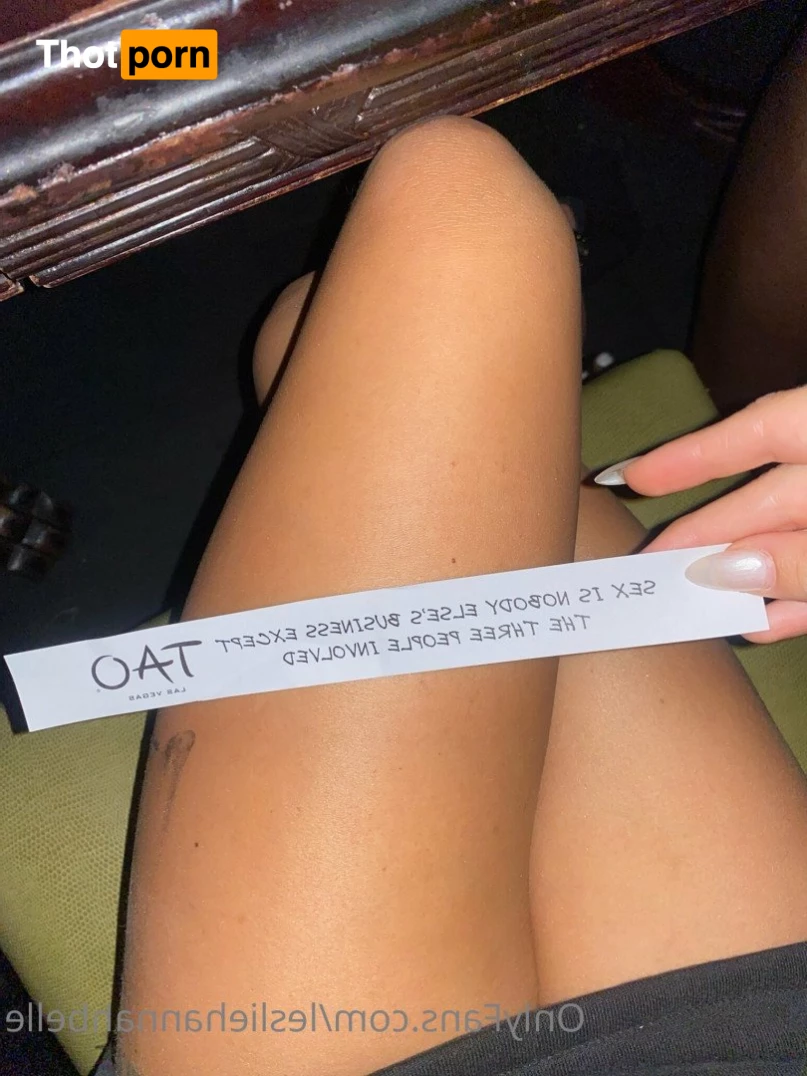 Thotporn
SEX IS NOBODY ELSE'S BUSINESS EXCEPT
THE THREE PEOPLE INVOLVED
TAO
LAS VEGAS
OnlyFans.com/lesliehannahbelle